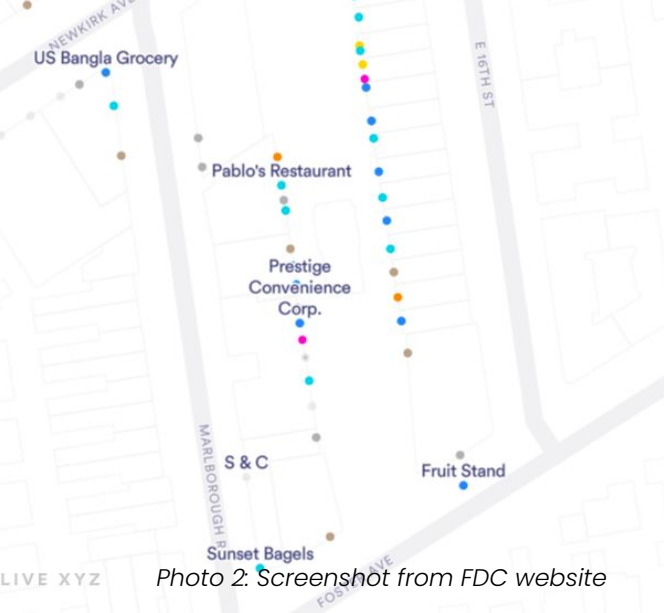 NEWKIRK AVE
US Bangla Grocery
E 16TH ST
Pablo's Restaurant
Prestige
Convenience
Corp.
MARLBOROUGH R
S & C
Fruit Stand
Sunset Bagels
FOSTER AVE
LIVE XYZ
Photo 2: Screenshot from FDC website